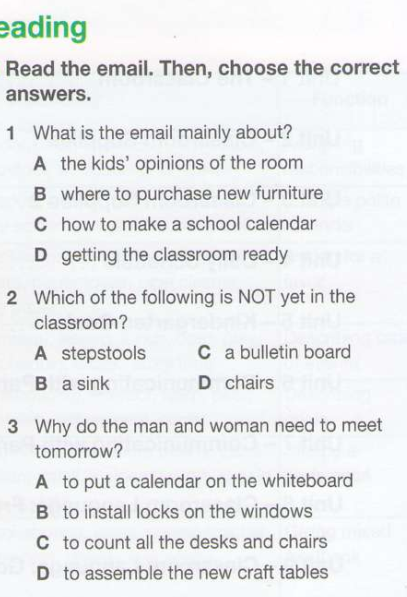 eading
Read the email. Then, choose the correct
answers.
1 What is the email mainly about?
A the kids' opinions of the room
B where to purchase new furniture
C how to make a school calendar
D getting the classroom ready
2 Which of the following is NOT yet in the
classroom?
A stepstools C a bulletin board
B a sink D chairs
3 Why do the man and woman need to meet
tomorrow?
A to put a calendar on the whiteboard
B to install locks on the windows
C to count all the desks and chairs
D to assemble the new craft tables